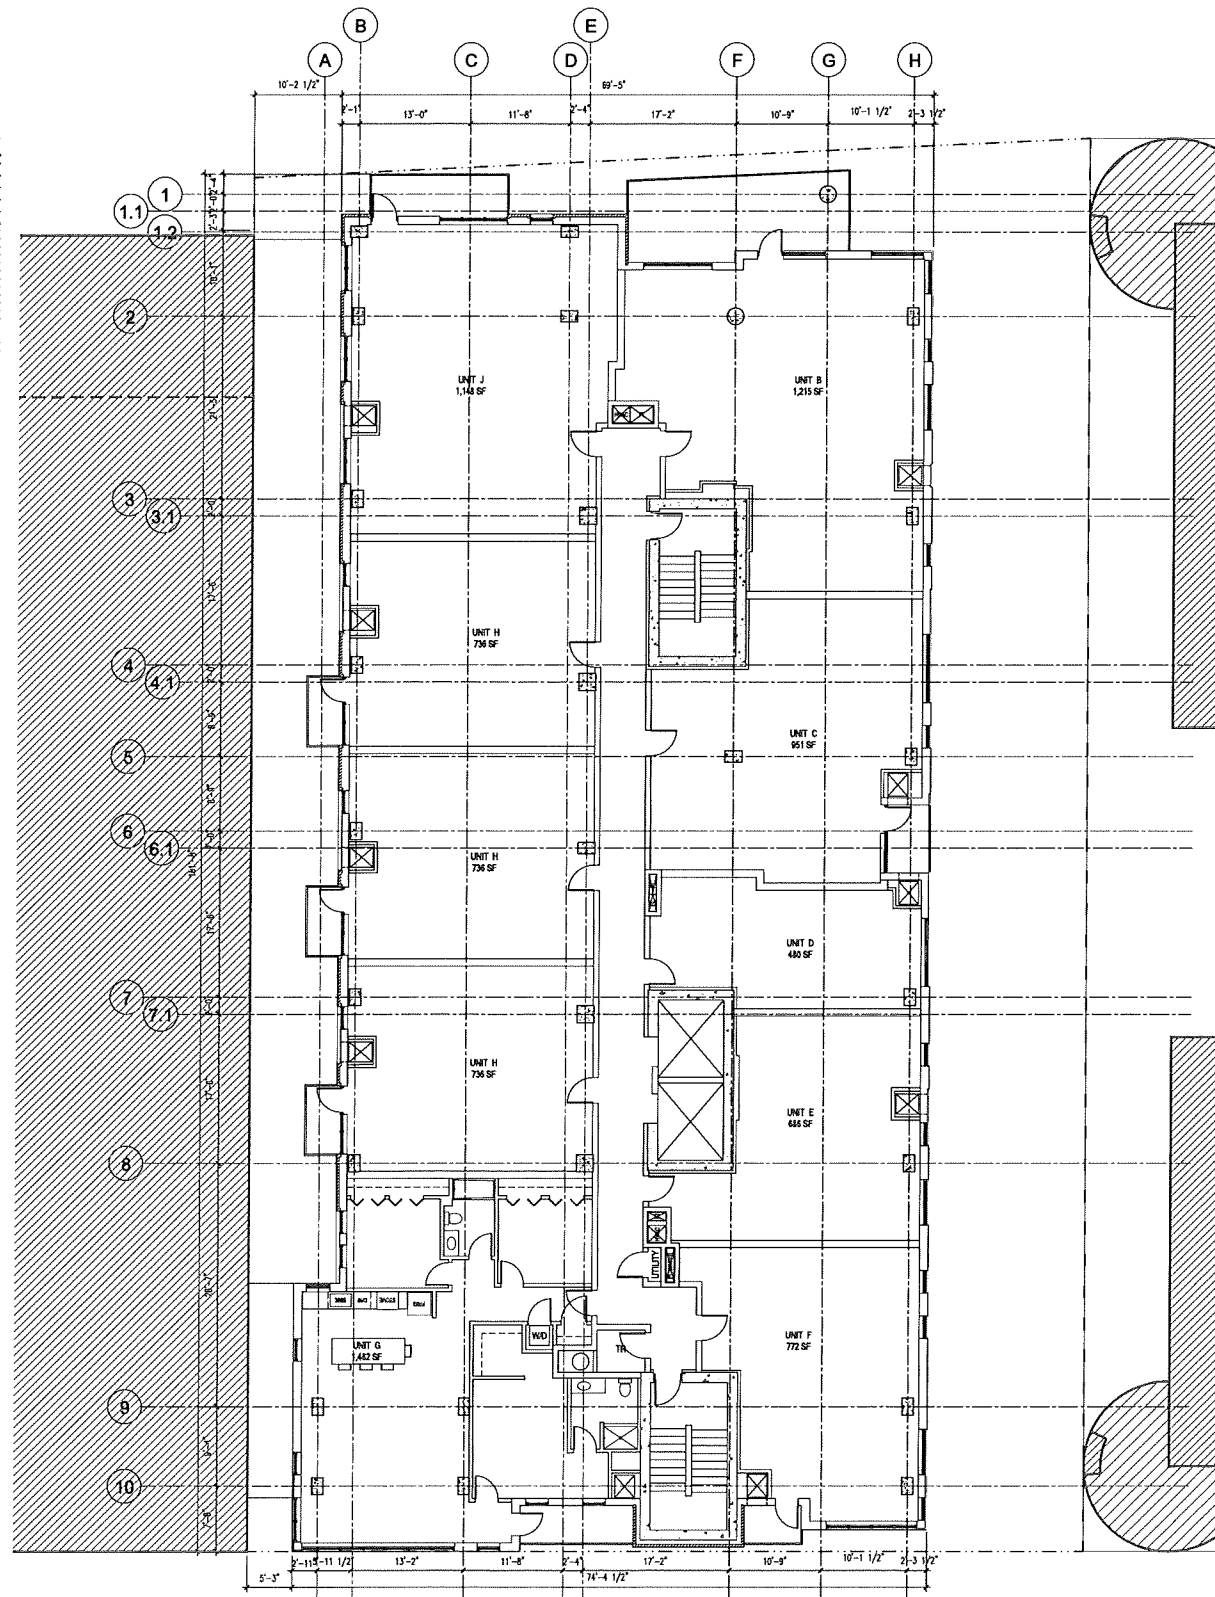 B
E
A
C
D
F
G
H
10'-2 1/2"
69'-5"
2'-1"
13'-0"
11'-8"
2'-4"
17'-2"
10'-9"
10'-1 1/2"
2'-3 1/2"
1
1.1
1.2
2
UNIT J
1,148 SF
UNIT B
1,215 SF
3
3.1
UNIT H
736 SF
4
4.1
UNIT C
951 SF
5
6
6.1
UNIT H
736 SF
UNIT D
480 SF
7
7.1
UNIT H
736 SF
UNIT E
686 SF
8
UTILITY
SINK
DW
STOVE
FRIG
W/D
TR
UNIT G
1,462 SF
UNIT F
772 SF
9
10
2'-11"
13'-2"
11'-8"
2'-4"
17'-2"
10'-9"
10'-1 1/2"
2'-3 1/2"
5'-3"
74'-4 1/2"